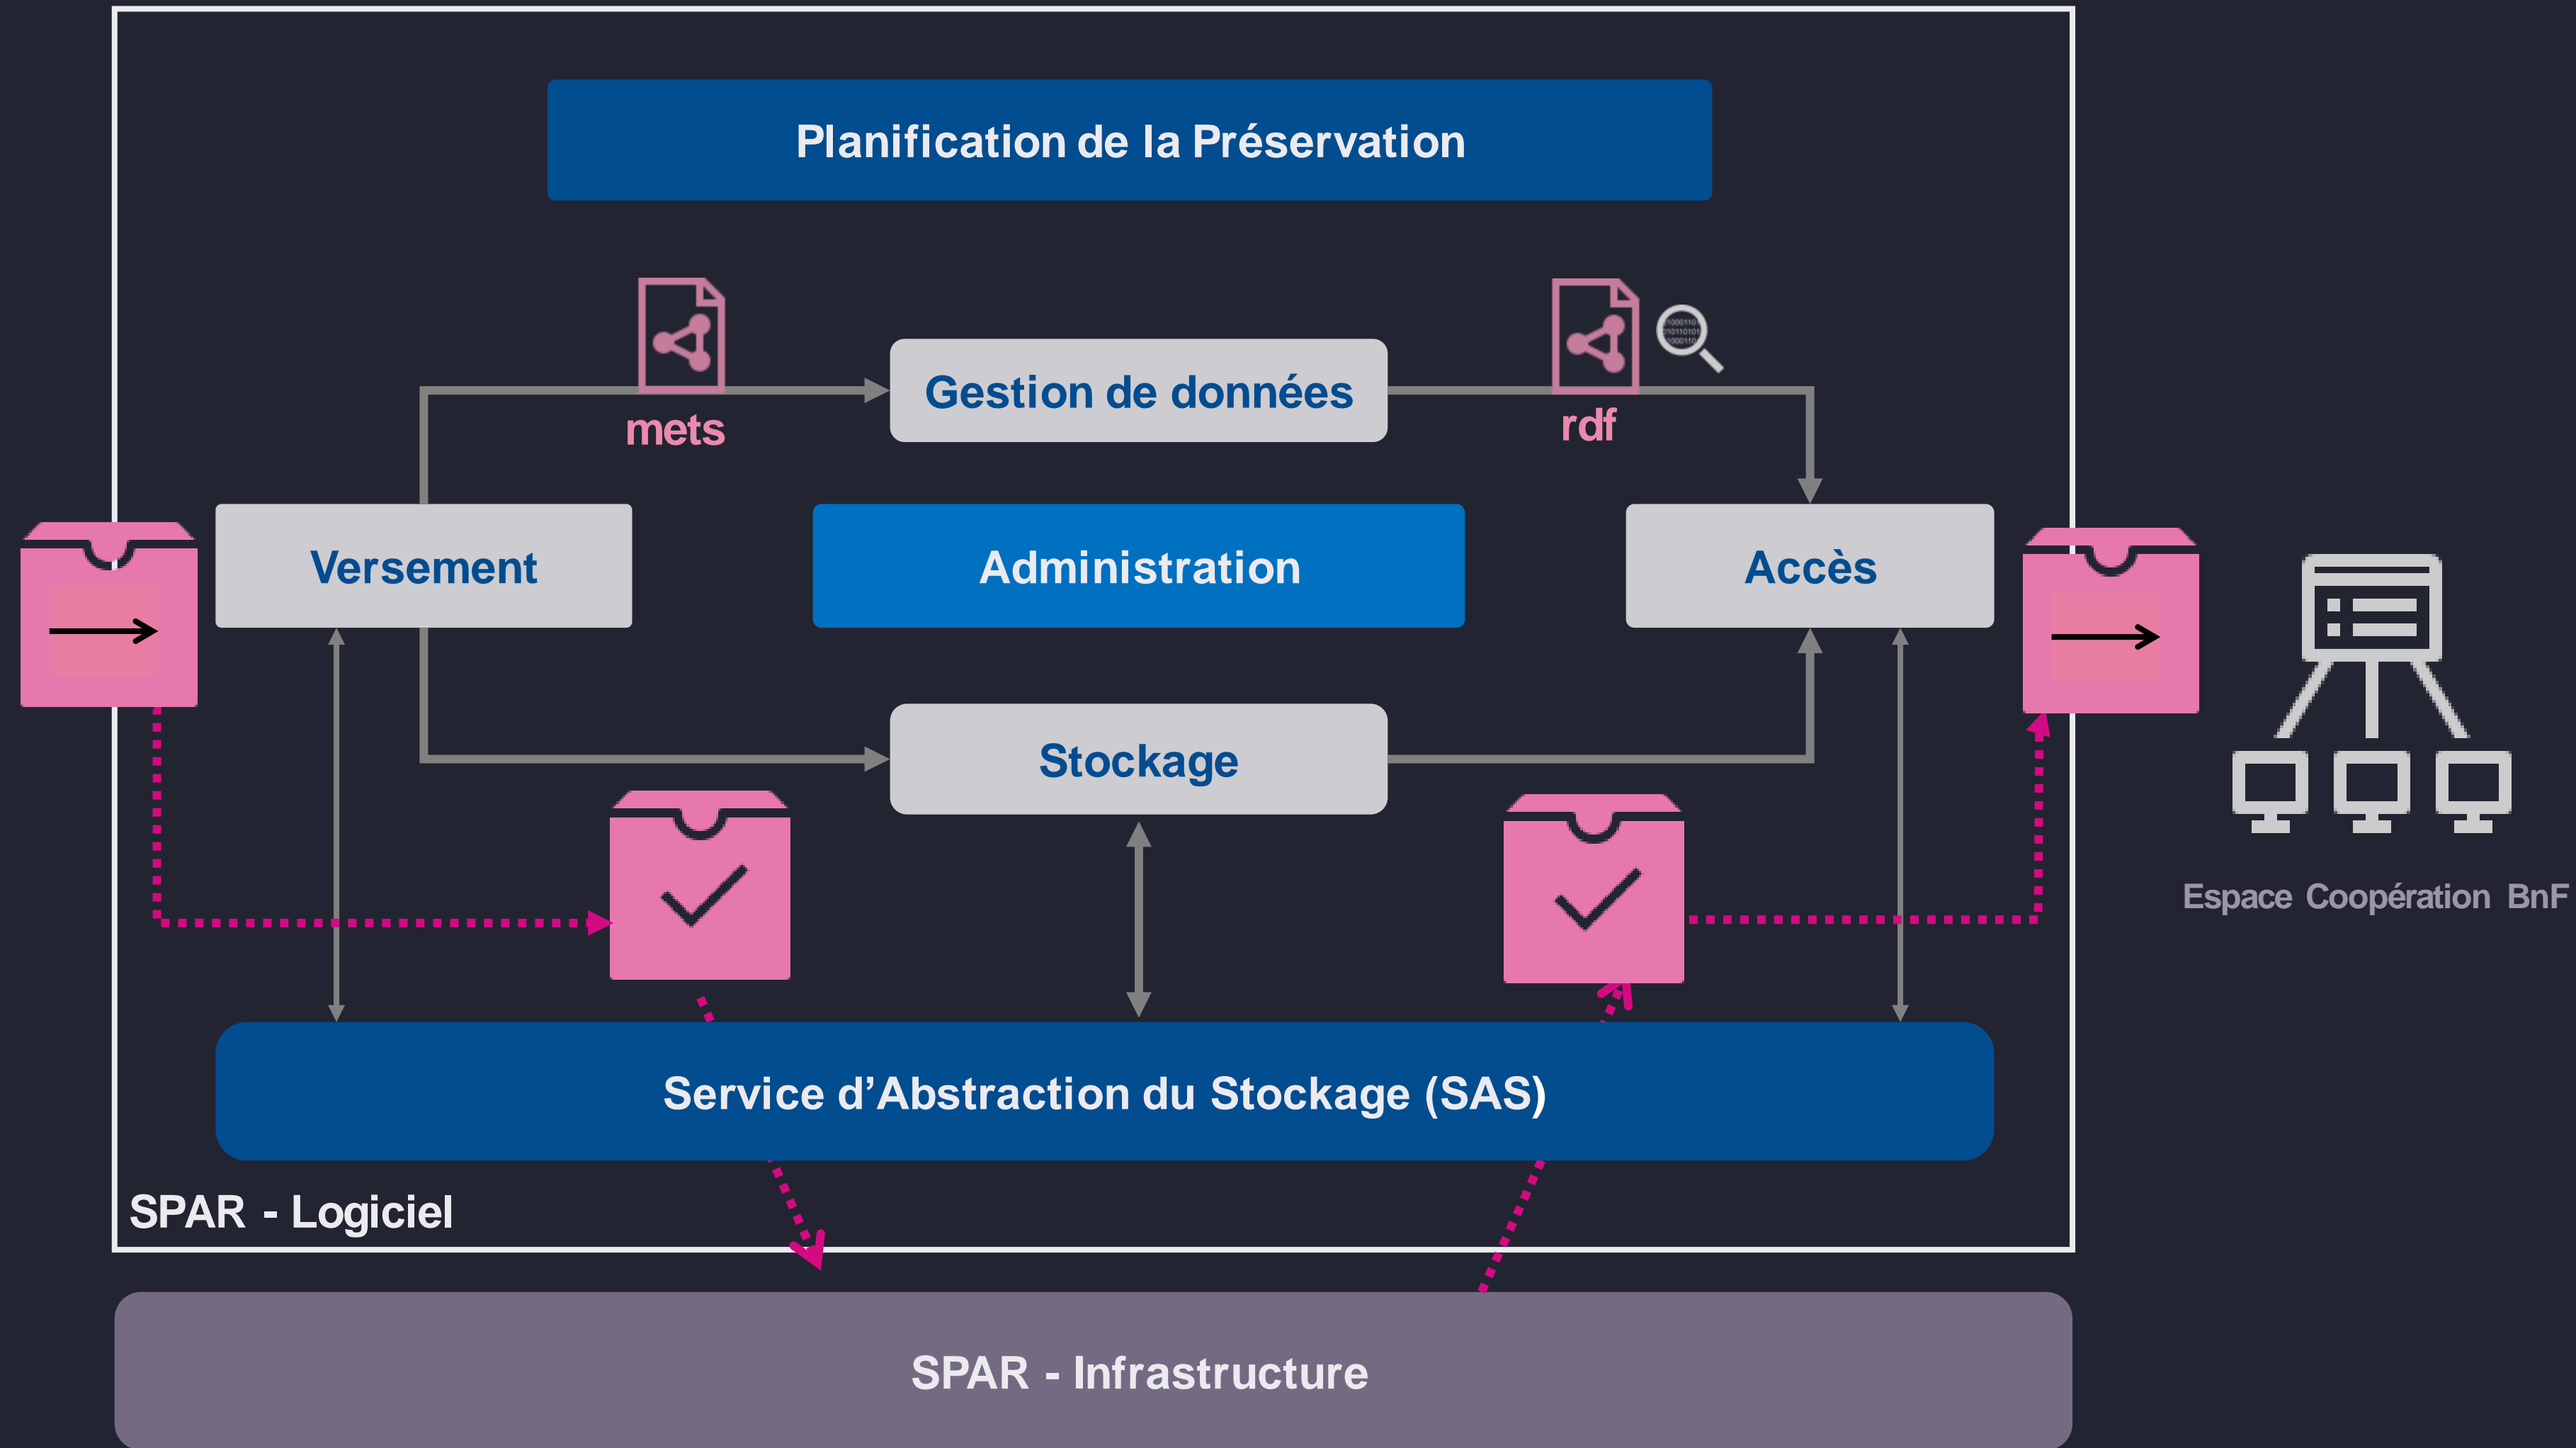 Planification de la Préservation
mets
Gestion de données
rdf
Versement
Administration
Accès
Stockage
Espace Coopération BnF
Service d’Abstraction du Stockage (SAS)
SPAR - Logiciel
SPAR - Infrastructure